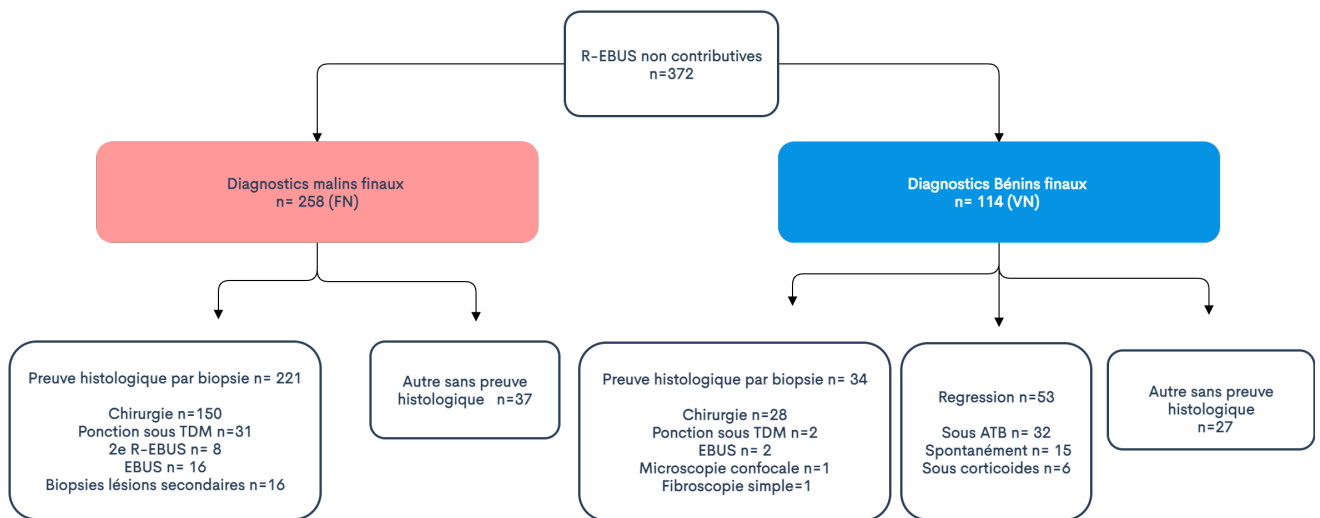 R-EBUS non contributives
n=372
Diagnostics malins finaux
n= 258 (FN)
Diagnostics Bénins finaux
n= 114 (VN)
Preuve histologique par biopsie n= 221
Chirurgie n=150
Ponction sous TDM n=31
2e R-EBUS n= 8
EBUS n= 16
Biopsies lésions secondaires n=16
Autre sans preuve
histologique n=37
Preuve histologique par biopsie n= 34
Chirurgie n=28
Ponction sous TDM n=2
EBUS n= 2
Microscopie confocale n=1
Fibroscopie simple=1
Regression n=53
Sous ATB n= 32
Spontanément n= 15
Sous corticoides n=6
Autre sans preuve
histologique
n=27